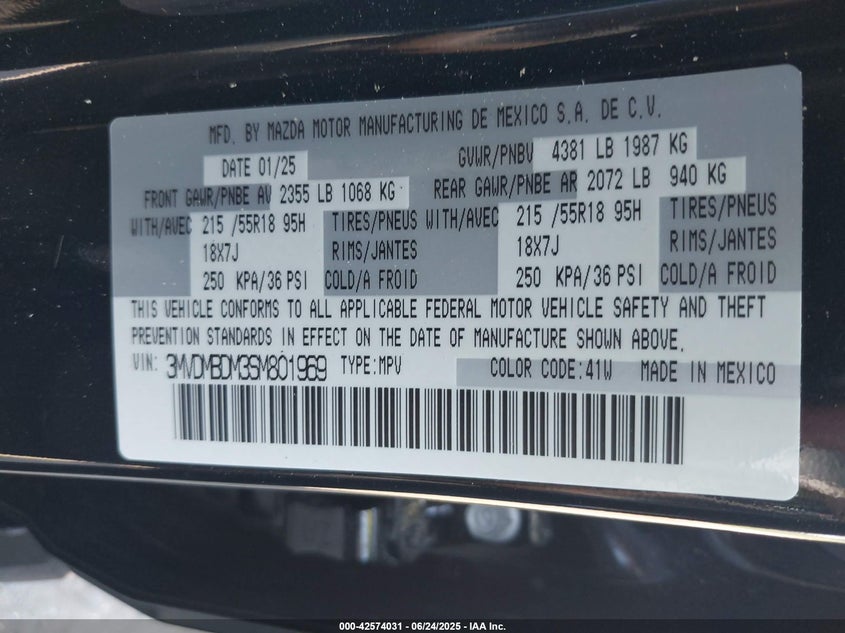 MFD. BY MAZDA MOTOR MANUFACTURING DE MEXICO S.A. DE C.V.
DATE 01/25 GVWR/PNBV 4381 LB 1987 KG
FRONT GAWR/PNBE AV 2355 LB 1068 KG REAR GAWR/PNBE AR 2072 LB 940 KG
WITH/AVEC 215 /55R18 95H TIRES/PNEUS WITH/AVEC 215 /55R18 95H TIRES/PNEUS
18X7J RIMS/JANTES 18X7J RIMS/JANTES
250 KPA/36 PSI COLD/A FROID 250 KPA/36 PSI COLD/A FROID
THIS VEHICLE CONFORMS TO ALL APPLICABLE FEDERAL MOTOR VEHICLE SAFETY AND THEFT
PREVENTION STANDARDS IN EFFECT ON THE DATE OF MANUFACTURE SHOWN ABOVE.
VIN: 3MVDMBDM3SM801969 TYPE:MPV COLOR CODE:41W MADE IN MEXICO
000-42574031 - 06/24/2025 - IAA Inc.